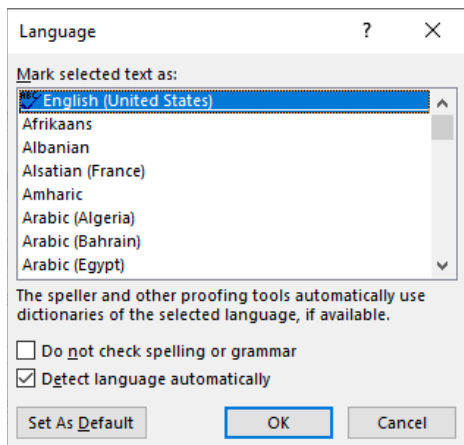 Language
Mark selected text as:
ABC English (United States)
Afrikaans
Albanian
Alsatian (France)
Amharic
Arabic (Algeria)
Arabic (Bahrain)
Arabic (Egypt)
The speller and other proofing tools automatically use
dictionaries of the selected language, if available.
Do not check spelling or grammar
Detect language automatically
Set As Default OK Cancel